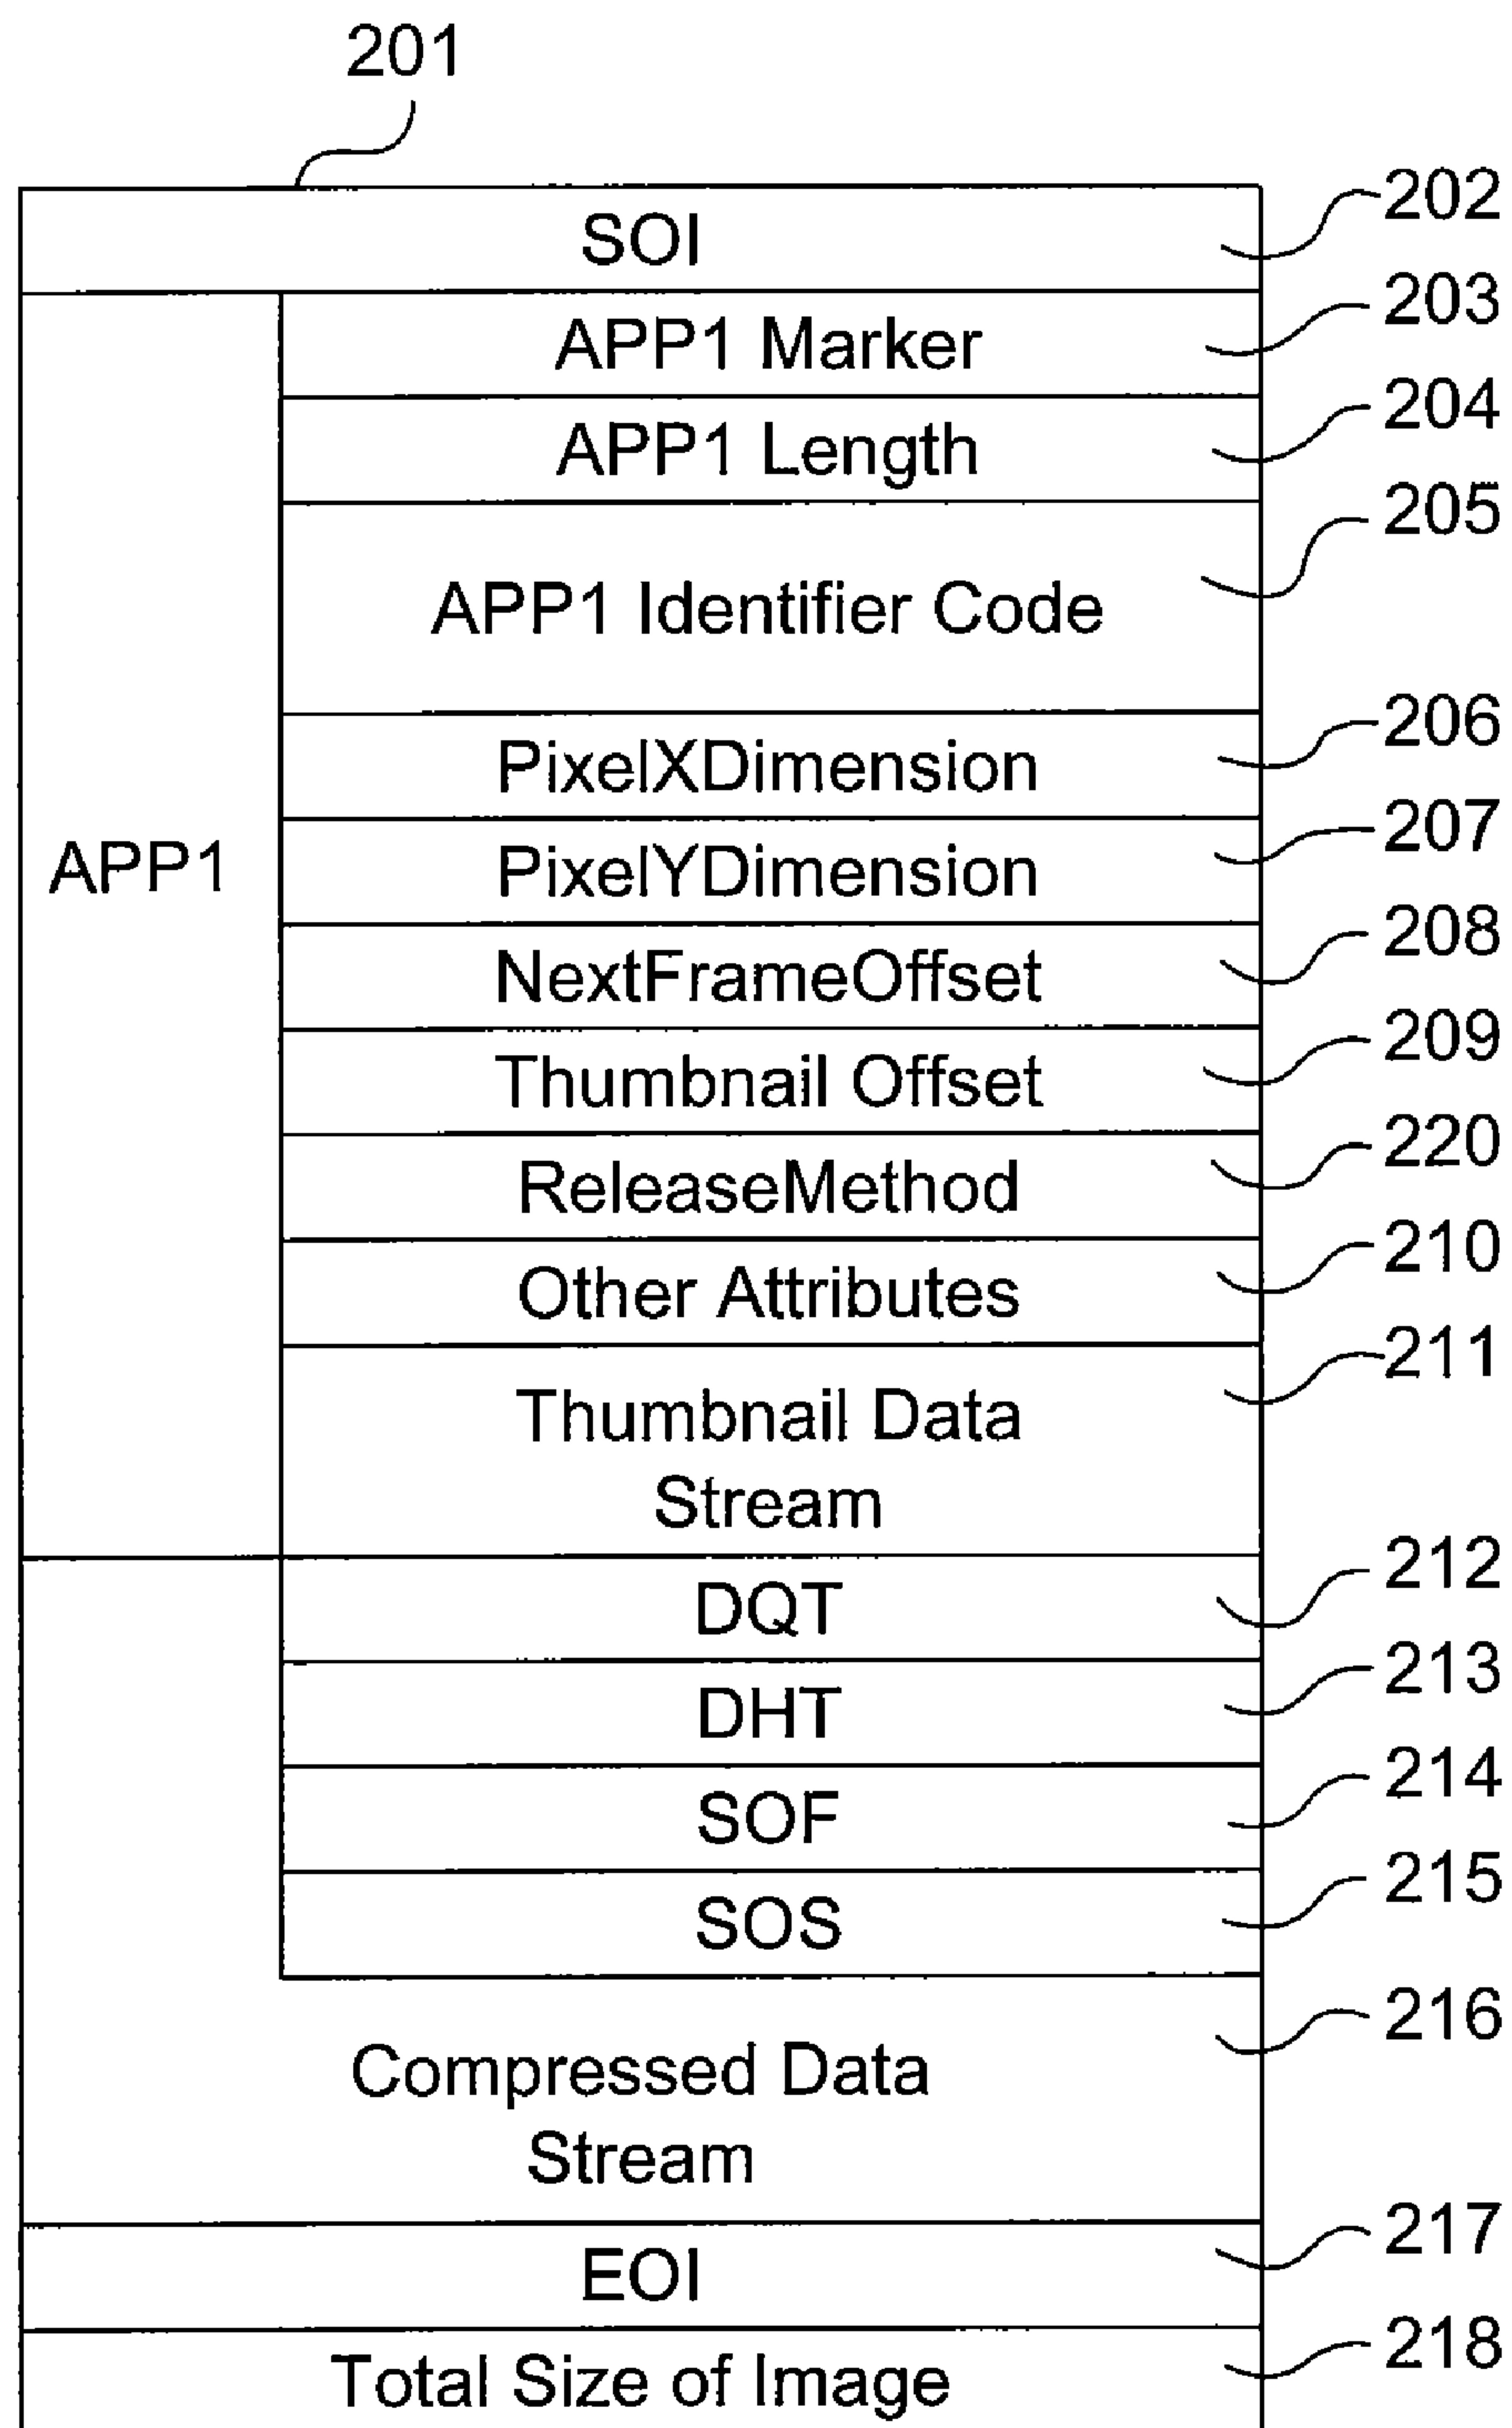 201
SOI 202
APP1 Marker 203
APP1 Length 204
APP1 Identifier Code 205
PixelXDimension 206
APP1
PixelYDimension 207
NextFrameOffset 208
Thumbnail Offset 209
ReleaseMethod 220
Other Attributes 210
Thumbnail Data 211
Stream
DQT 212
DHT 213
SOF 214
SOS 215
Compressed Data 216
Stream
EOI 217
Total Size of Image 218